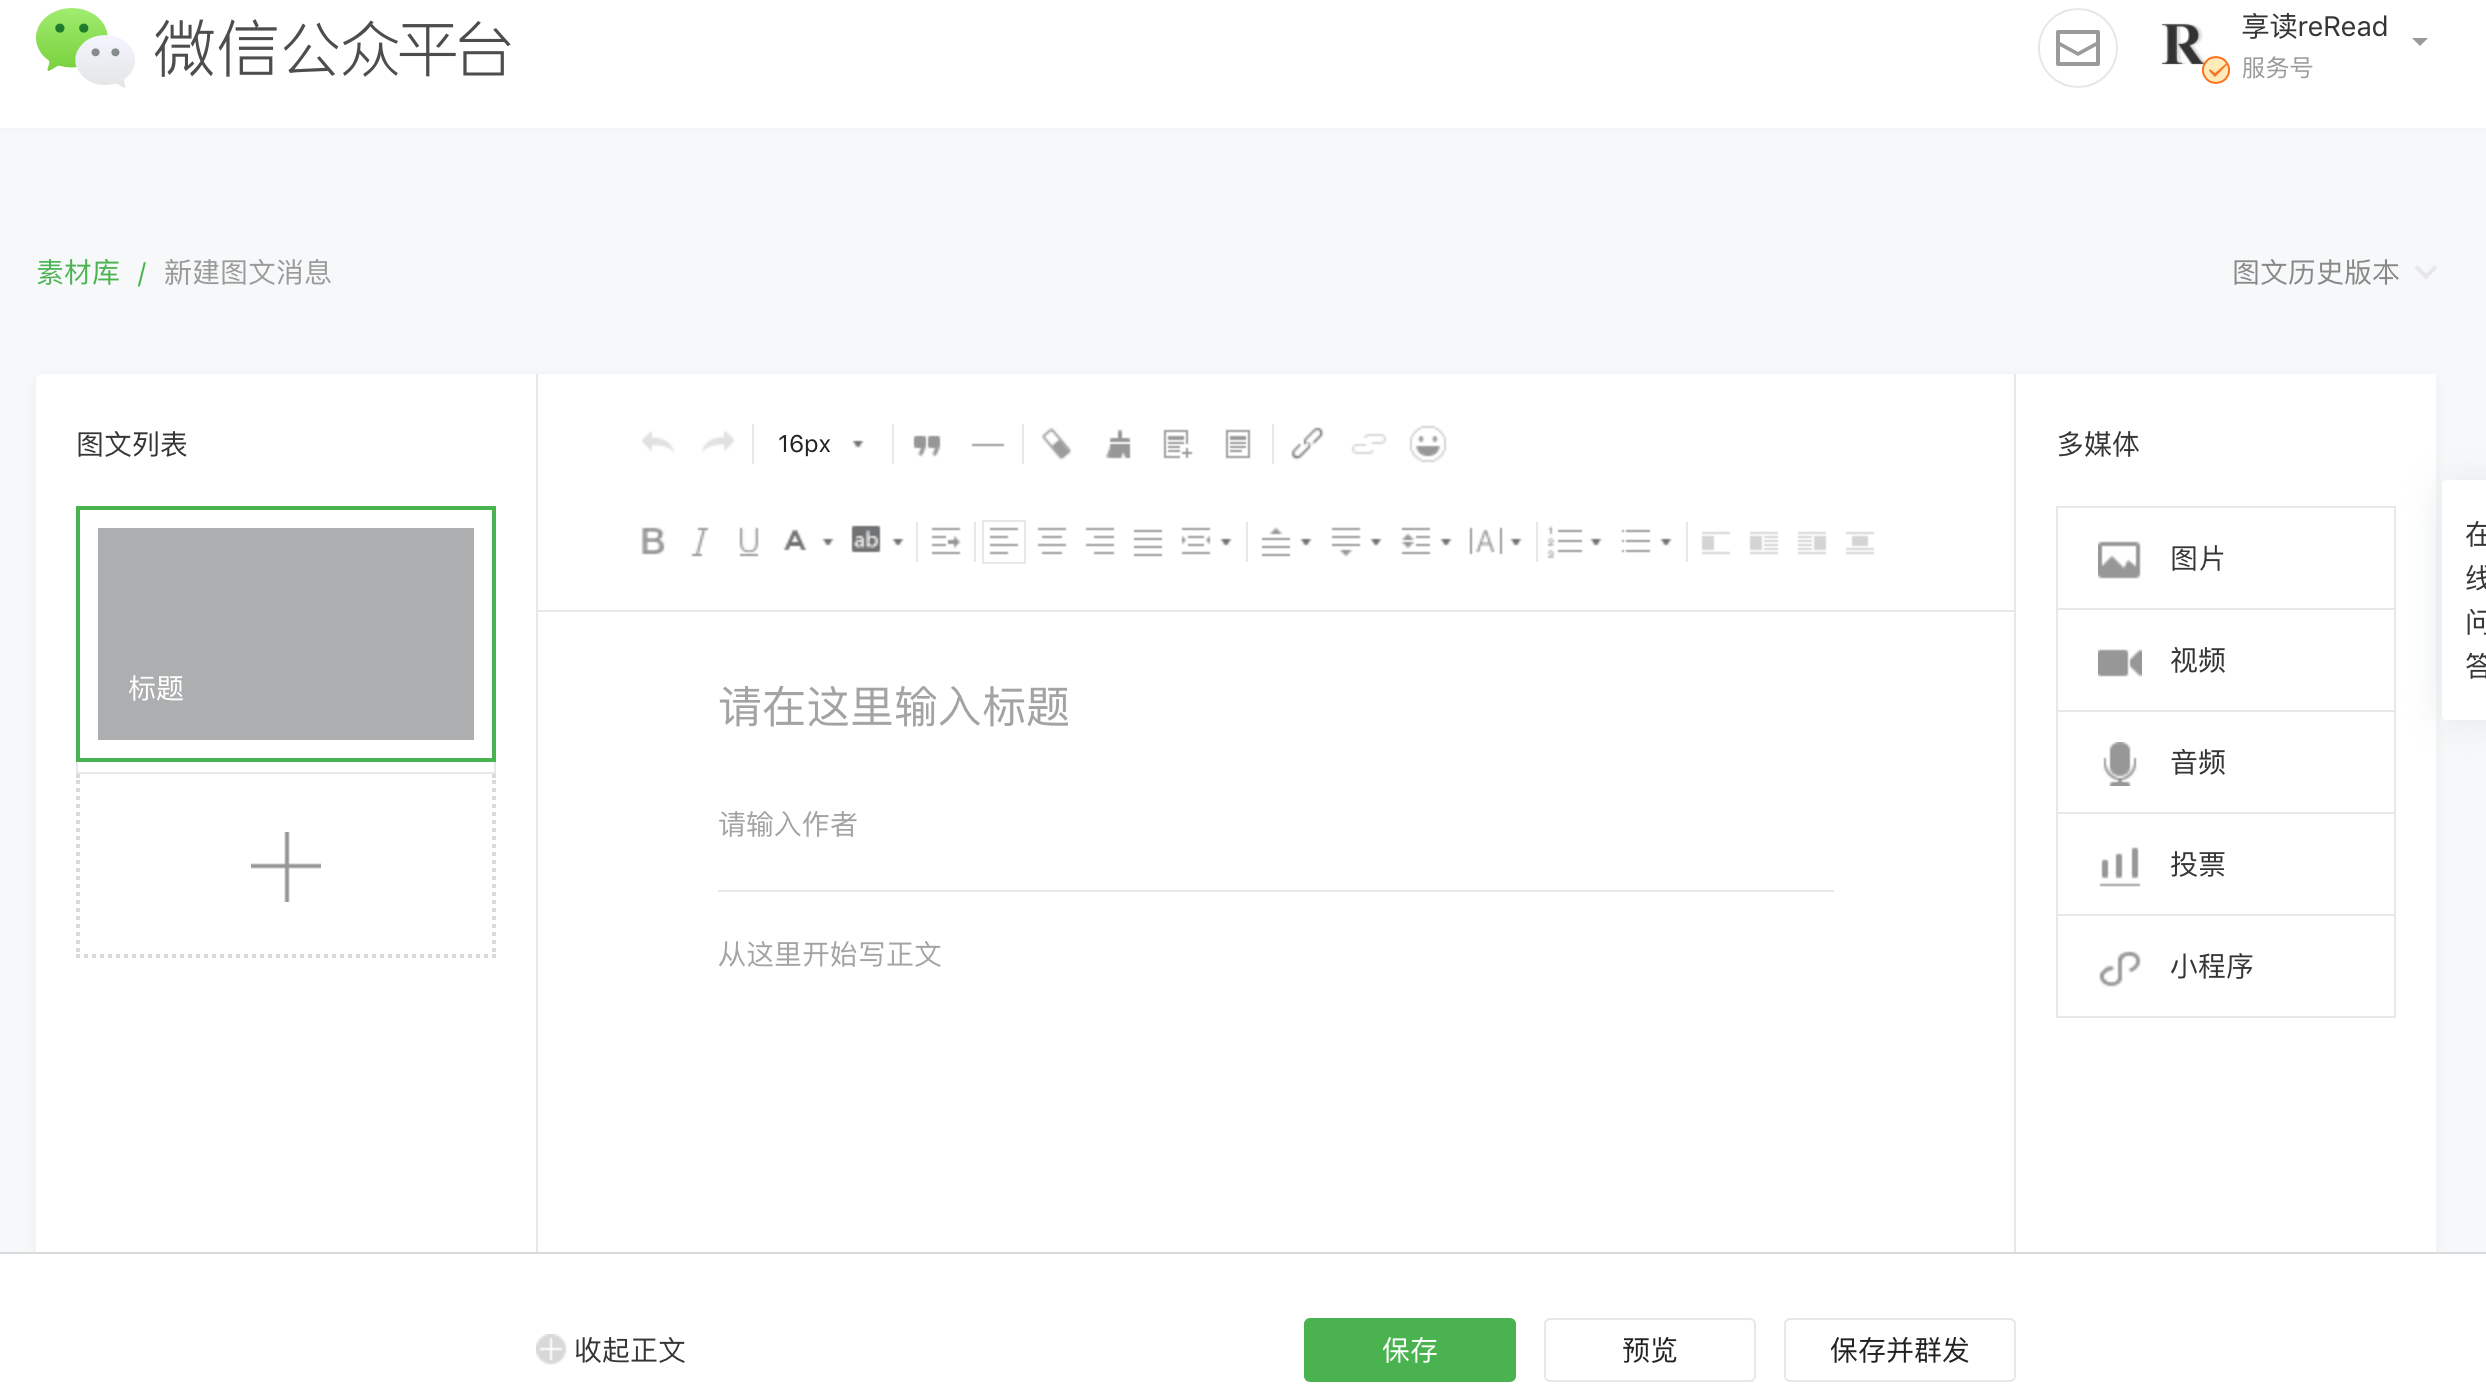 微信公众平台
享读reRead
服务号
素材库 / 新建图文消息
图文历史版本
图文列表
标题
16px
B I U A ab |A|
请在这里输入标题
请输入作者
从这里开始写正文
多媒体
图片
视频
音频
投票
小程序
在
线
问
答
收起正文
保存
预览
保存并群发